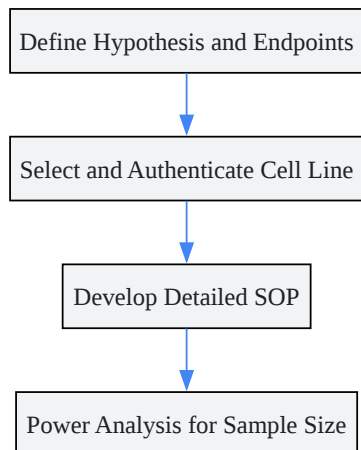 Define Hypothesis and Endpoints
Select and Authenticate Cell Line
Develop Detailed SOP
Power Analysis for Sample Size